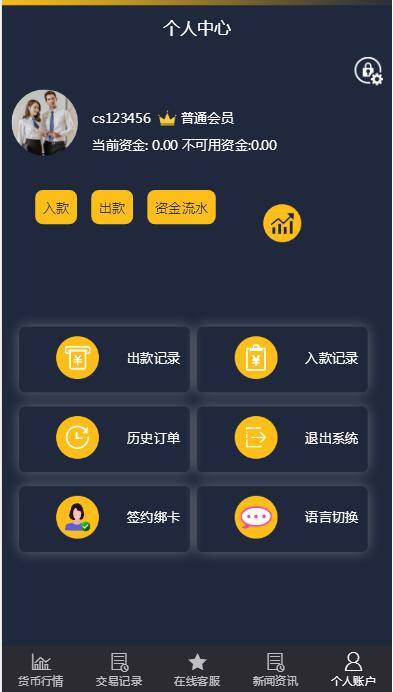 个人中心
cs123456 普通会员
当前资金: 0.00 不可用资金:0.00
入款 出款 资金流水
出款记录 入款记录
历史订单 退出系统
签约绑卡 语言切换
货币行情 交易记录 在线客服 新闻资讯 个人账户